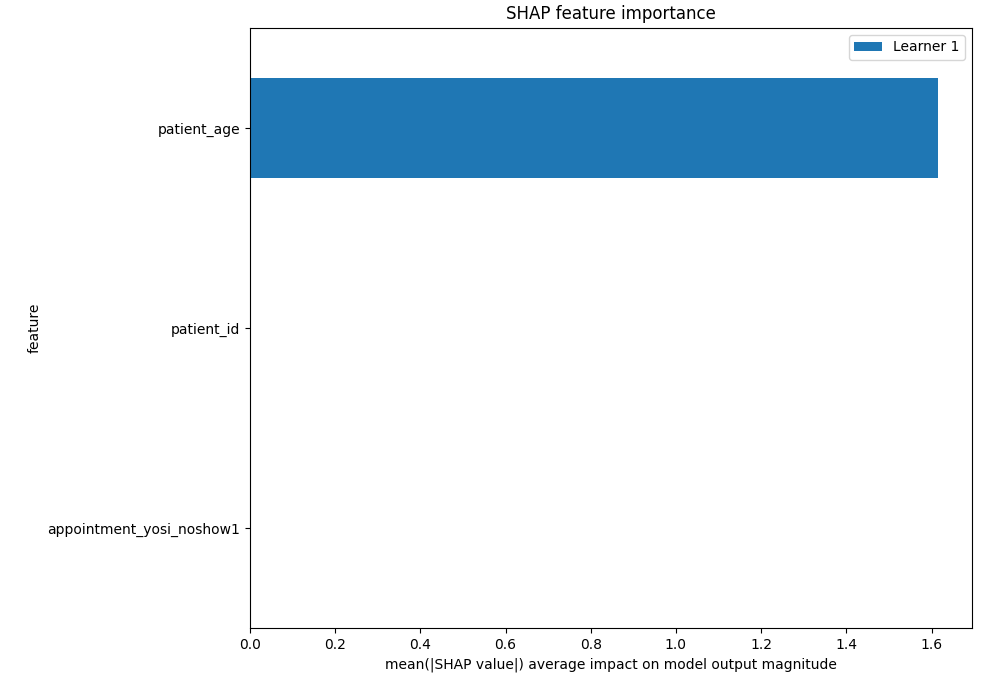 SHAP feature importance
Learner 1
patient_age
patient_id
appointment_yosi_noshow1
feature
0.0 0.2 0.4 0.6 0.8 1.0 1.2 1.4 1.6
mean(|SHAP value|) average impact on model output magnitude